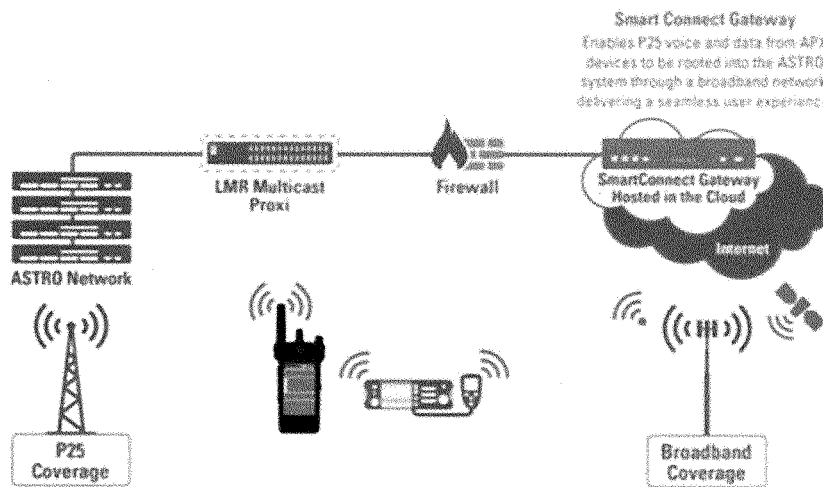 Smart Connect Gateway
Enables P25 voice and data from APX
devices to be rooted into the ASTRO
system through a broadband network
delivering a seamless user experienc
LMR Multicast
Proxi
Firewall
SmartConnect Gateway
Hosted in the Cloud
Internet
ASTRO Network
P25
Coverage
Broadband
Coverage